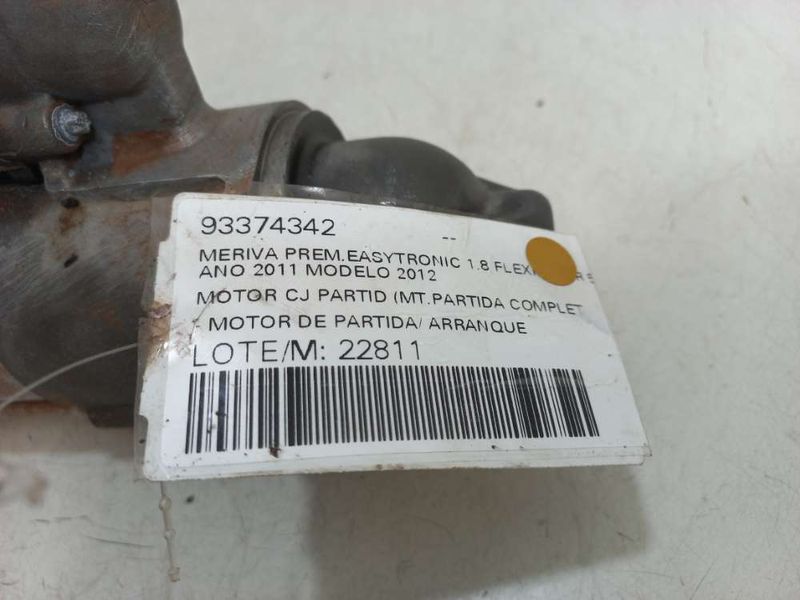 93374342 --
MERIVA PREM.EASYTRONIC 1.8 FLEX
ANO 2011 MODELO 2012
MOTOR CJ PARTID (MT.PARTIDA COMPLET
- MOTOR DE PARTIDA/ ARRANQUE
LOTE/M: 22811